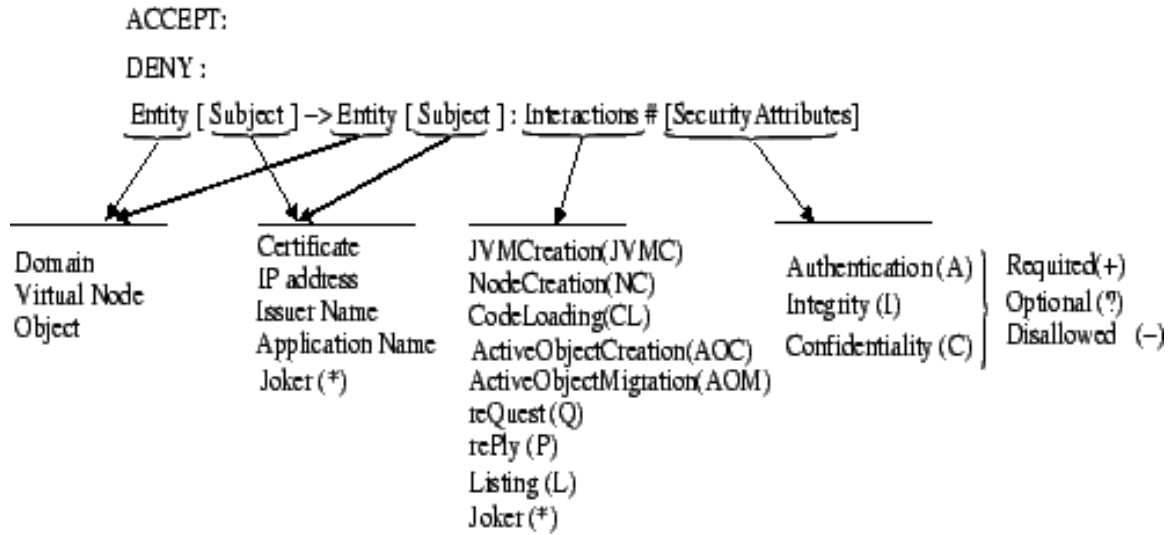 ACCEPT:
DENY :
Entity [ Subject ] –> Entity [ Subject ] : Interactions # [Security Attributes]
Domain
Virtual Node
Object
Certificate
IP address
Issuer Name
Application Name
Joker (*)
JVMCreation(JVMC)
NodeCreation(NC)
CodeLoading(CL)
ActiveObjectCreation(AOC)
ActiveObjectMigration(AOM)
reQuest (Q)
rePly (P)
Listing (L)
Joker (*)
Authentication (A)
Integrity (I)
Confidentiality (C)
Required(+)
Optional (?)
Disallowed (–)